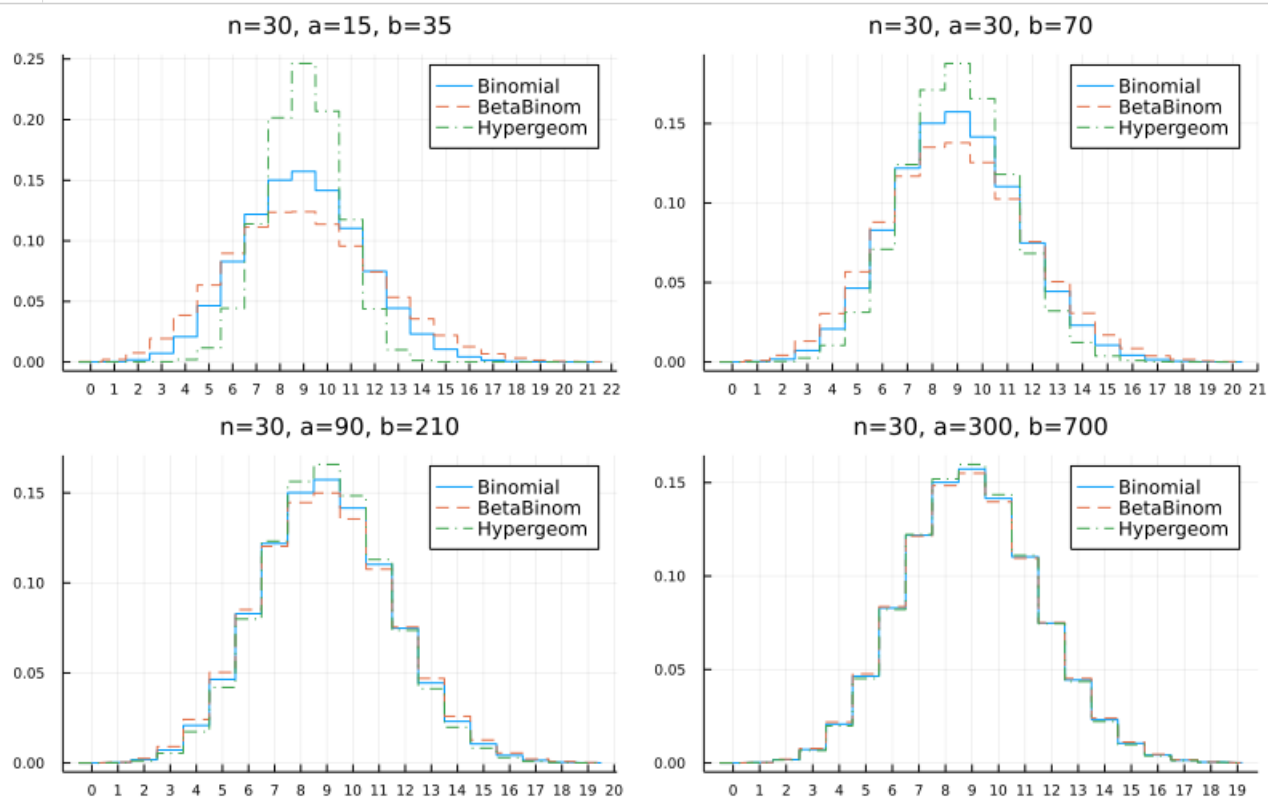 n=30, a=15, b=35
0.25
0.20
0.15
0.10
0.05
0.00
Binomial
BetaBinom
Hypergeom
0 1 2 3 4 5 6 7 8 9 10 11 12 13 14 15 16 17 18 19 20 21 22
n=30, a=30, b=70
0.15
0.10
0.05
0.00
Binomial
BetaBinom
Hypergeom
0 1 2 3 4 5 6 7 8 9 10 11 12 13 14 15 16 17 18 19 20 21
n=30, a=90, b=210
0.15
0.10
0.05
0.00
Binomial
BetaBinom
Hypergeom
0 1 2 3 4 5 6 7 8 9 10 11 12 13 14 15 16 17 18 19 20
n=30, a=300, b=700
0.15
0.10
0.05
0.00
Binomial
BetaBinom
Hypergeom
0 1 2 3 4 5 6 7 8 9 10 11 12 13 14 15 16 17 18 19